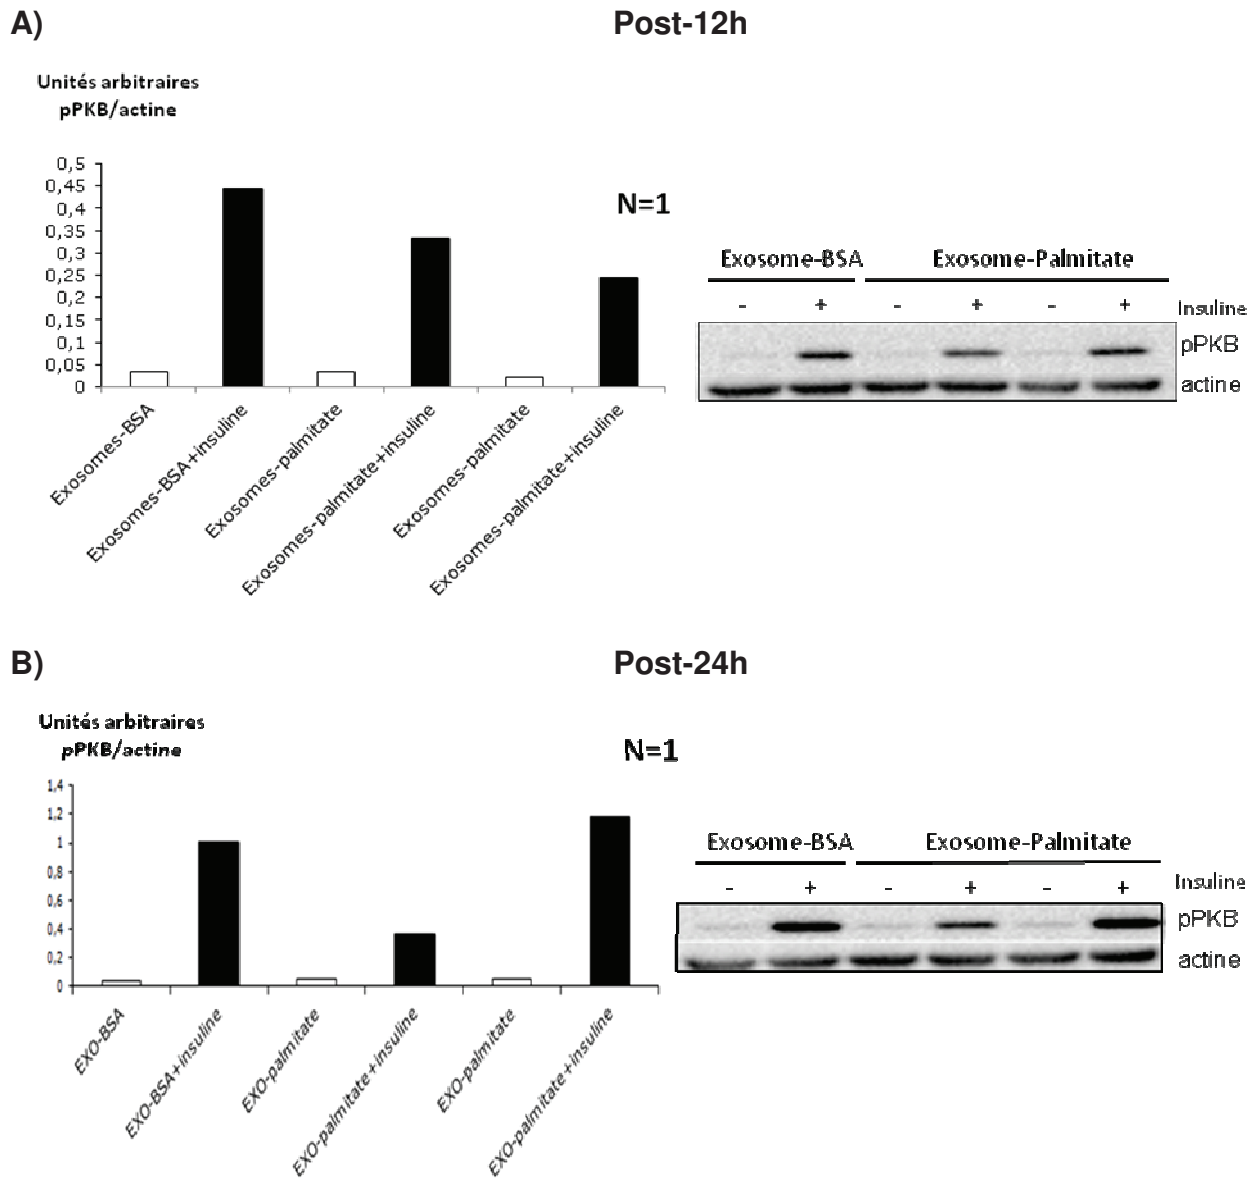 A)
Post-12h
Unités arbitraires
pPKB/actine
0,5
0,45
0,4
0,35
0,3
0,25
0,2
0,15
0,1
0,05
0
Exosomes-BSA
Exosomes-BSA+insuline
Exosomes-palmitate
Exosomes-palmitate+insuline
Exosomes-palmitate
Exosomes-palmitate+insuline
N=1
Exosome-BSA Exosome-Palmitate
- + - + - + Insuline
pPKB
actine
B)
Post-24h
Unités arbitraires
pPKB/actine
1,4
1,2
1
0,8
0,6
0,4
0,2
0
EXO-BSA
EXO-BSA+insuline
EXO-palmitate
EXO-palmitate+insuline
EXO-palmitate
EXO-palmitate+insuline
N=1
Exosome-BSA Exosome-Palmitate
- + - + - + Insuline
pPKB
actine